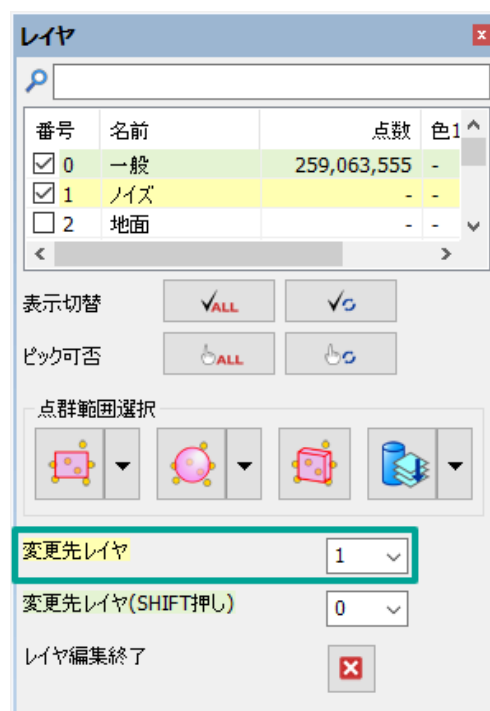 レイヤ
番号 名前 点数 色1
0 一般 259,063,555 -
1 ノイズ - -
2 地面 - -
表示切替 ALL
ピック可否 ALL
点群範囲選択
変更先レイヤ 1
変更先レイヤ(SHIFT押し) 0
レイヤ編集終了